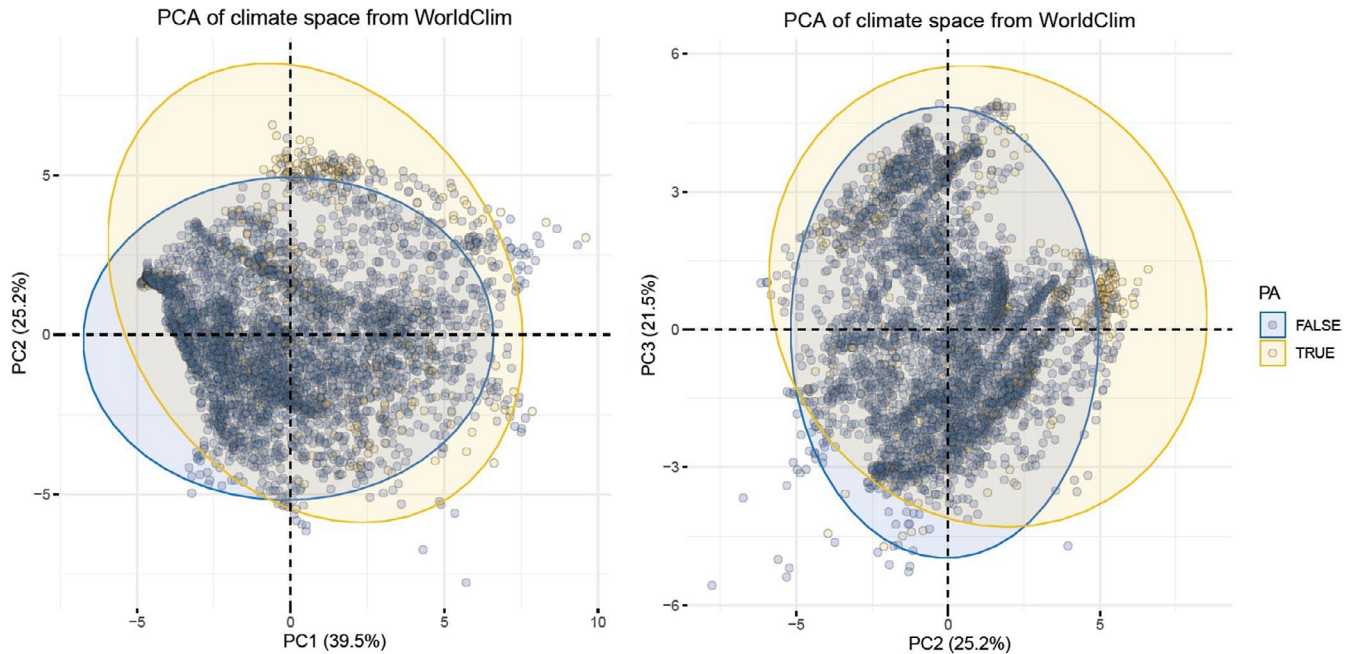 PCA of climate space from WorldClim
5
0
−5
PC2 (25.2%)
−5
0
5
10
PC1 (39.5%)
PCA of climate space from WorldClim
6
3
0
−3
−6
PC3 (21.5%)
−5
0
5
PC2 (25.2%)
PA
FALSE
TRUE